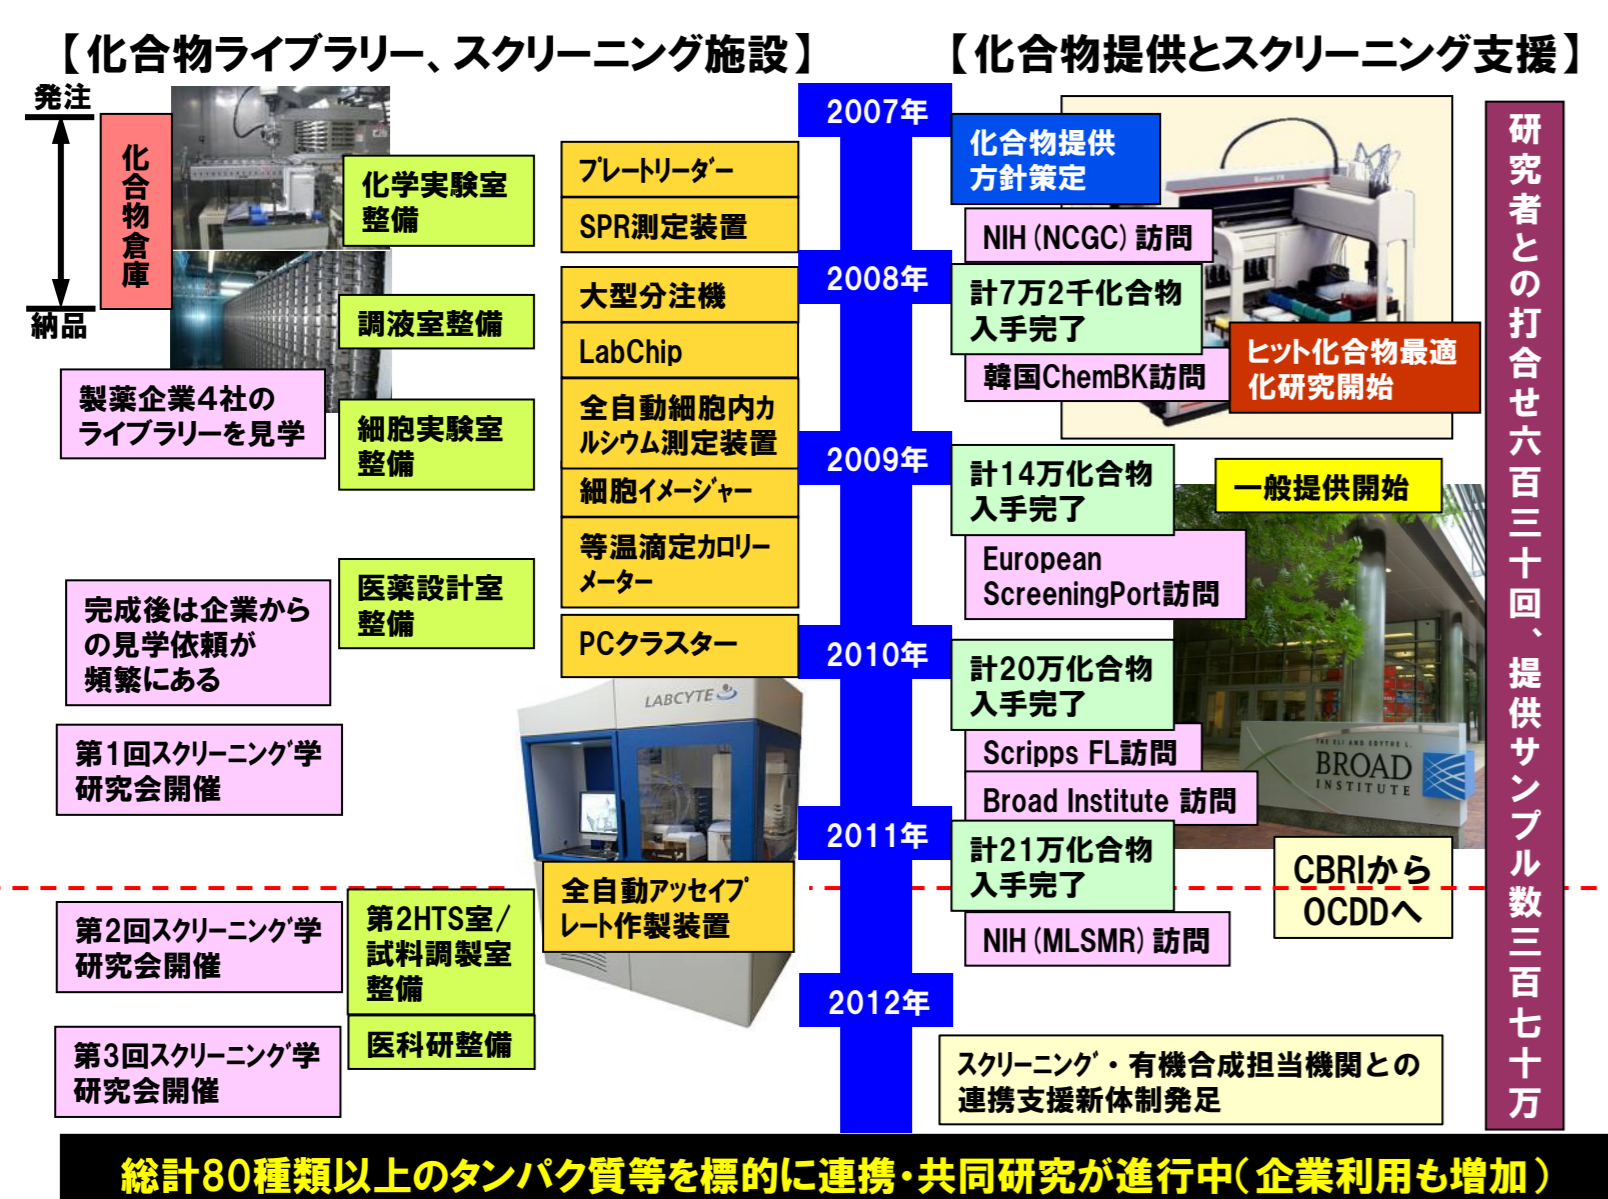 【化合物ライブラリー、スクリーニング施設】
【化合物提供とスクリーニング支援】
発注
納品
化合物倉庫
化学実験室
整備
調液室整備
製薬企業４社の
ライブラリーを見学
細胞実験室
整備
医薬設計室
整備
完成後は企業から
の見学依頼が
頻繁にある
第１回スクリーニング学
研究会開催
第2回スクリーニング学
研究会開催
第2HTS室/
試料調製室
整備
第3回スクリーニング学
研究会開催
医科研整備
プレートリーダー
SPR測定装置
大型分注機
LabChip
全自動細胞内カ
ルシウム測定装置
細胞イメージャー
等温滴定カロリー
メーター
PCクラスター
LABCYTE
全自動アッセイプ
レート作製装置
2007年
2008年
2009年
2010年
2011年
2012年
化合物提供
方針策定
NIH（NCGC）訪問
計7万2千化合物
入手完了
韓国ChemBK訪問
ヒット化合物最適
化研究開始
計14万化合物
入手完了
一般提供開始
European
ScreeningPort訪問
計20万化合物
入手完了
Scripps FL訪問
Broad Institute 訪問
THE ELI AND EDYTHE L.
BROAD
INSTITUTE
計21万化合物
入手完了
CBRIから
OCDDへ
NIH（MLSMR）訪問
スクリーニング・有機合成担当機関との
連携支援新体制発足
研究者との打合せ六百三十回、提供サンプル数三百七十万
総計80種類以上のタンパク質等を標的に連携・共同研究が進行中（企業利用も増加）